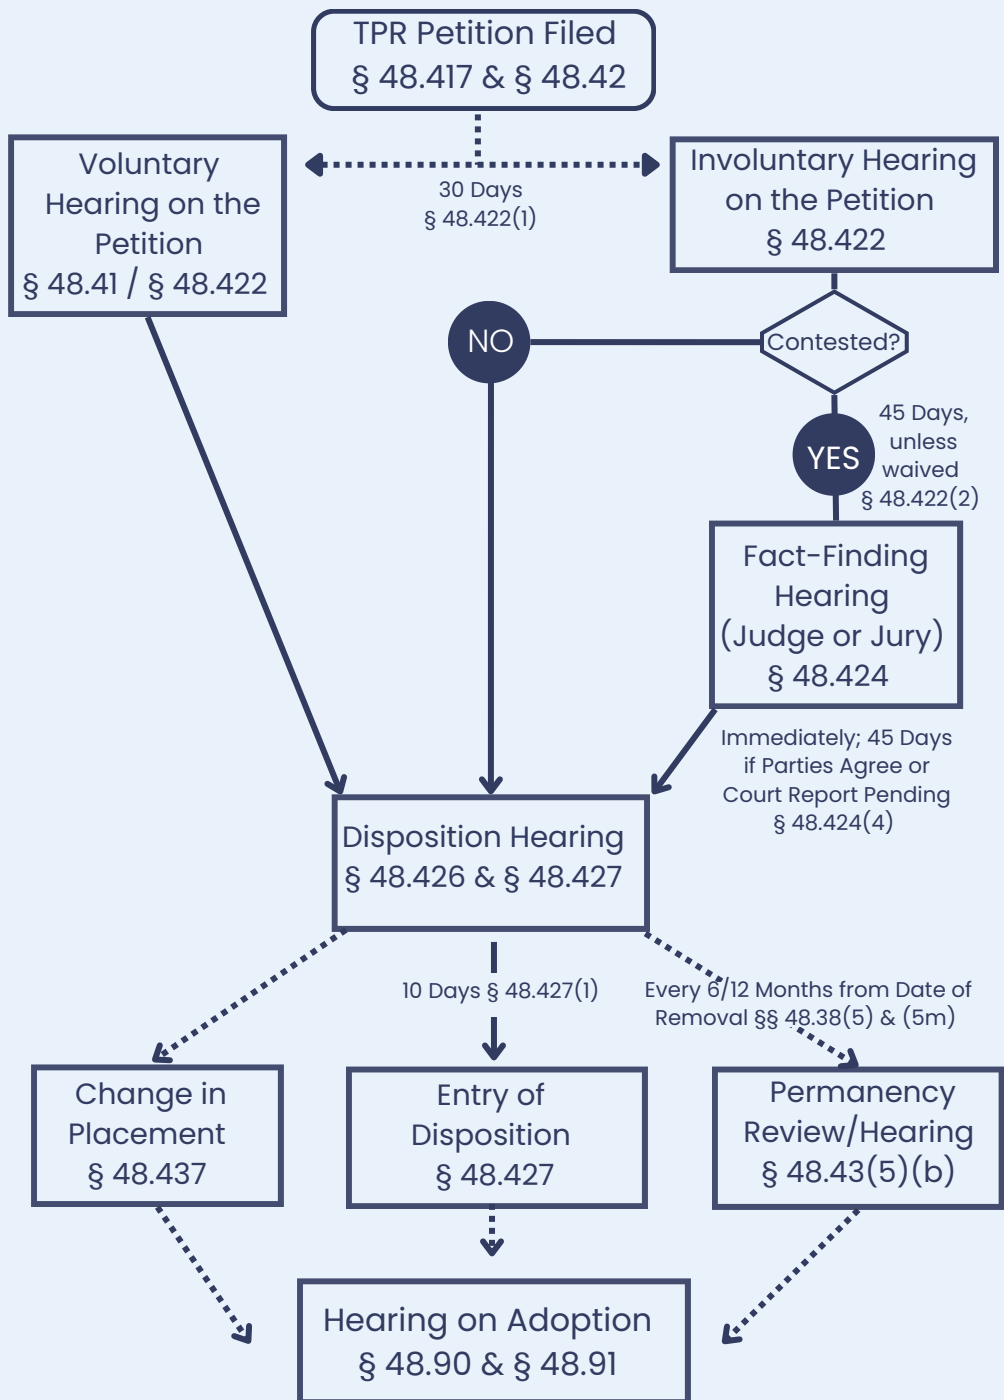 TPR Petition Filed
§ 48.417 & § 48.42
Voluntary
Hearing on the
Petition
§ 48.41 / § 48.422
30 Days
§ 48.422(1)
Involuntary Hearing
on the Petition
§ 48.422
NO
Contested?
YES
45 Days,
unless
waived
§ 48.422(2)
Fact-Finding
Hearing
(Judge or Jury)
§ 48.424
Immediately; 45 Days
if Parties Agree or
Court Report Pending
§ 48.424(4)
Disposition Hearing
§ 48.426 & § 48.427
10 Days § 48.427(1)
Every 6/12 Months from Date of
Removal §§ 48.38(5) & (5m)
Change in
Placement
§ 48.437
Entry of
Disposition
§ 48.427
Permanency
Review/Hearing
§ 48.43(5)(b)
Hearing on Adoption
§ 48.90 & § 48.91